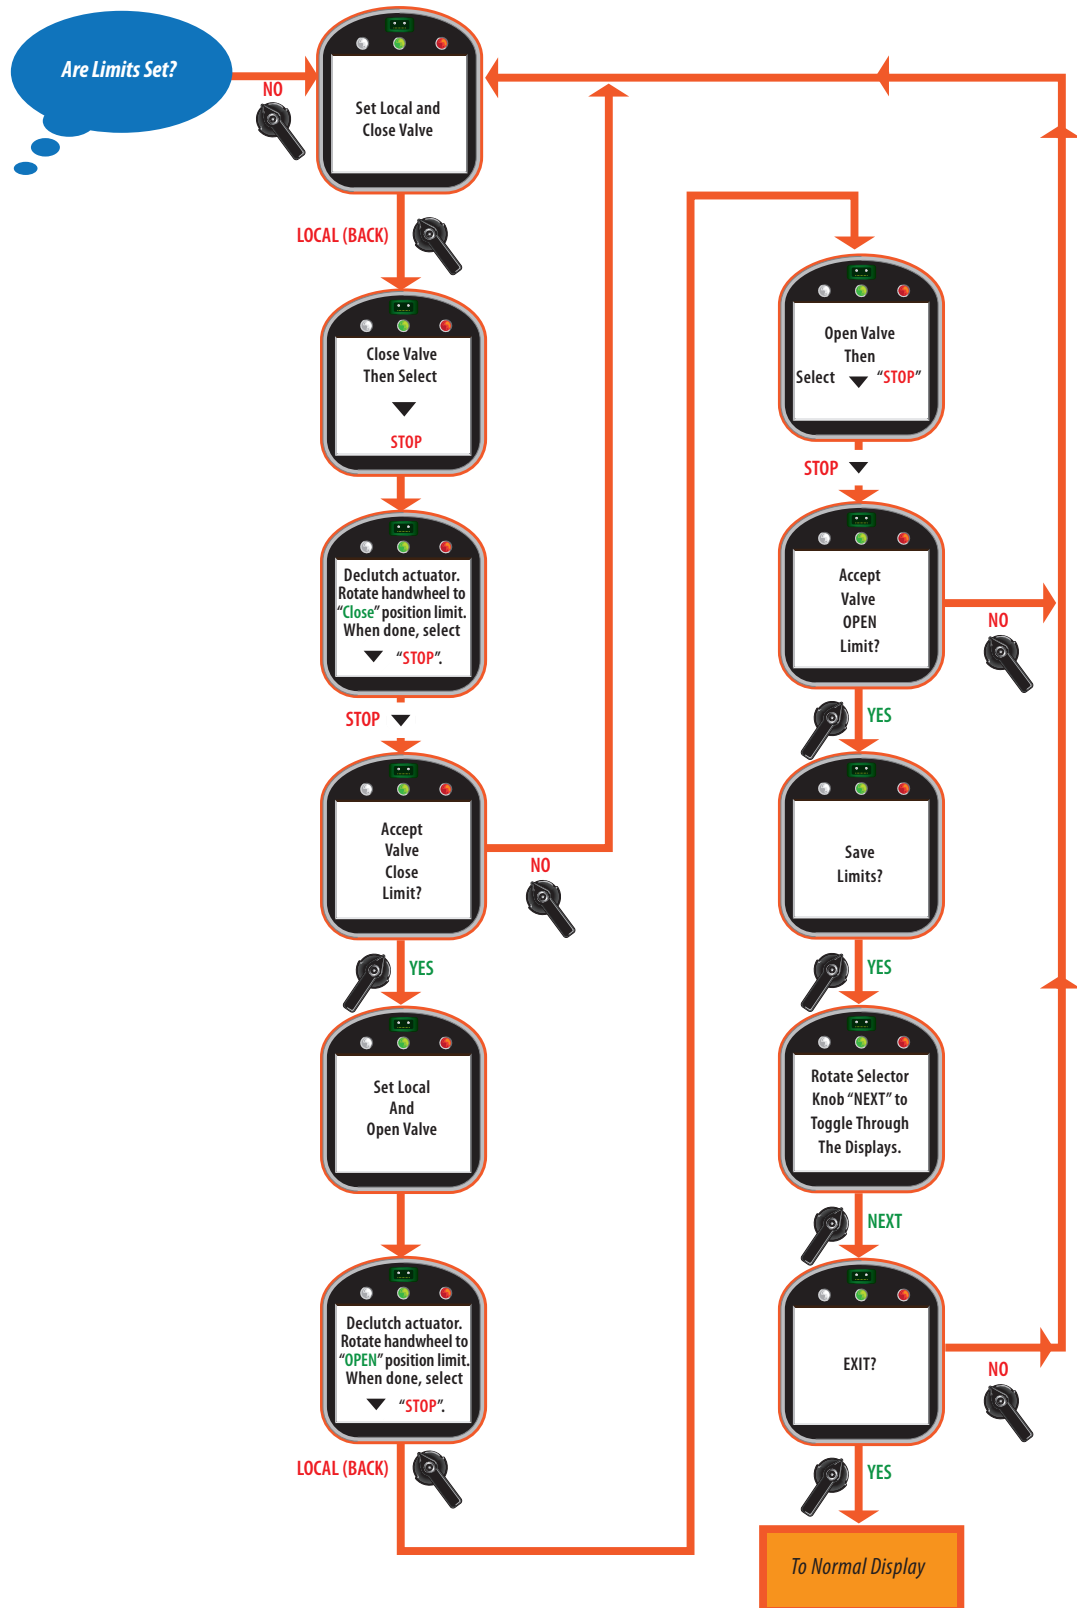 Are Limits Set?
NO
Set Local and
Close Valve
LOCAL (BACK)
Close Valve
Then Select
STOP
Declutch actuator.
Rotate handwheel to
“Close” position limit.
When done, select
“STOP”.
STOP
Accept
Valve
Close
Limit?
NO
YES
Set Local
And
Open Valve
Declutch actuator.
Rotate handwheel to
“OPEN” position limit.
When done, select
“STOP”.
LOCAL (BACK)
Open Valve
Then
Select “STOP”
STOP
Accept
Valve
OPEN
Limit?
NO
YES
Save
Limits?
YES
Rotate Selector
Knob “NEXT” to
Toggle Through
The Displays.
NEXT
EXIT?
NO
YES
To Normal Display